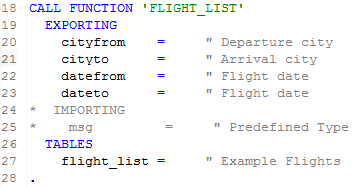 18 CALL FUNCTION 'FLIGHT_LIST'
19   EXPORTING
20     cityfrom    =     " Departure city
21     cityto      =     " Arrival city
22     datefrom    =     " Flight date
23     dateto      =     " Flight date
24 *  IMPORTING
25 *    msg         =     " Predefined Type
26   TABLES
27     flight_list =     " Example Flights
28 .